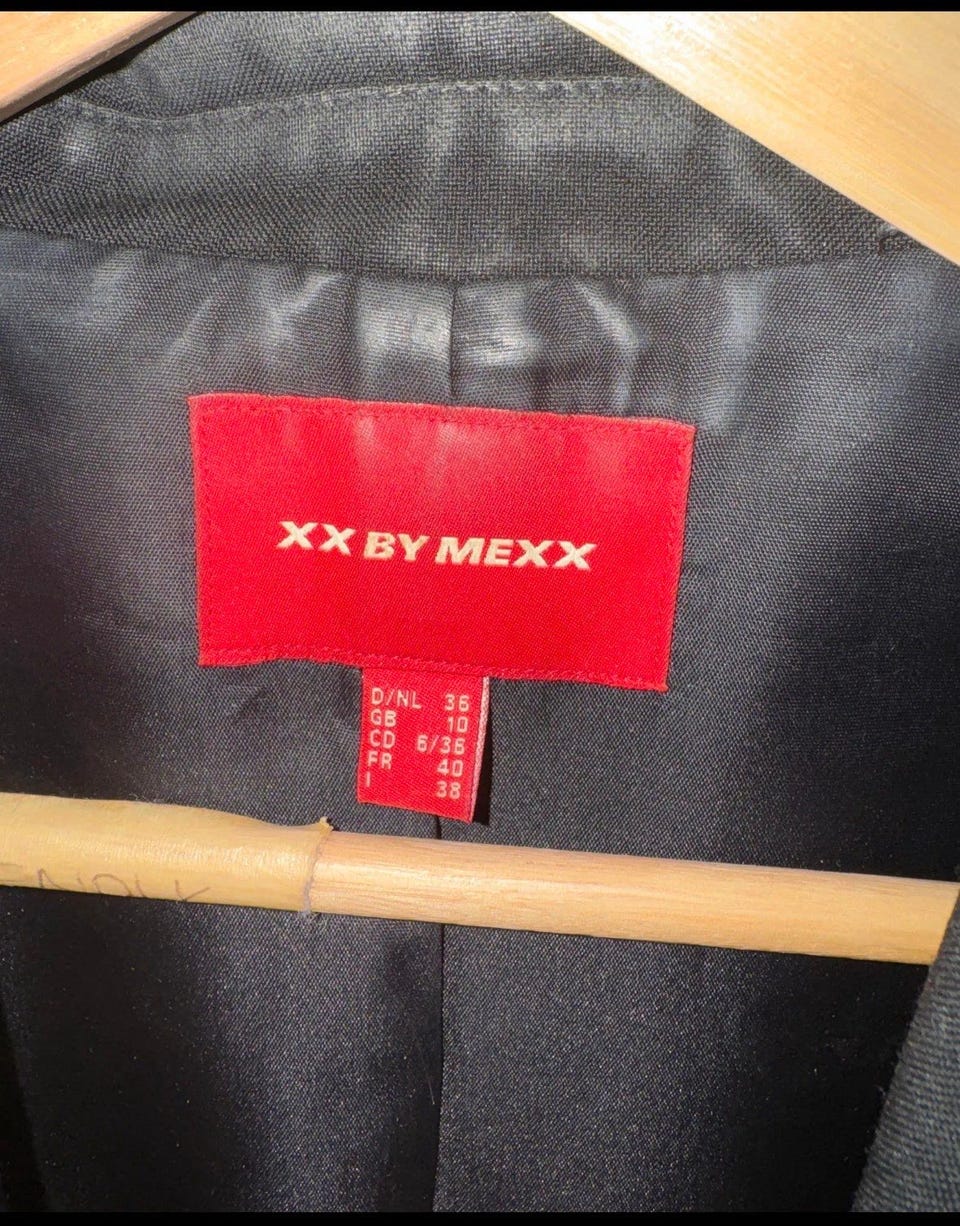 XX BY MEXX
D/NL 36
GB 10
CD 6/36
FR 40
I 38